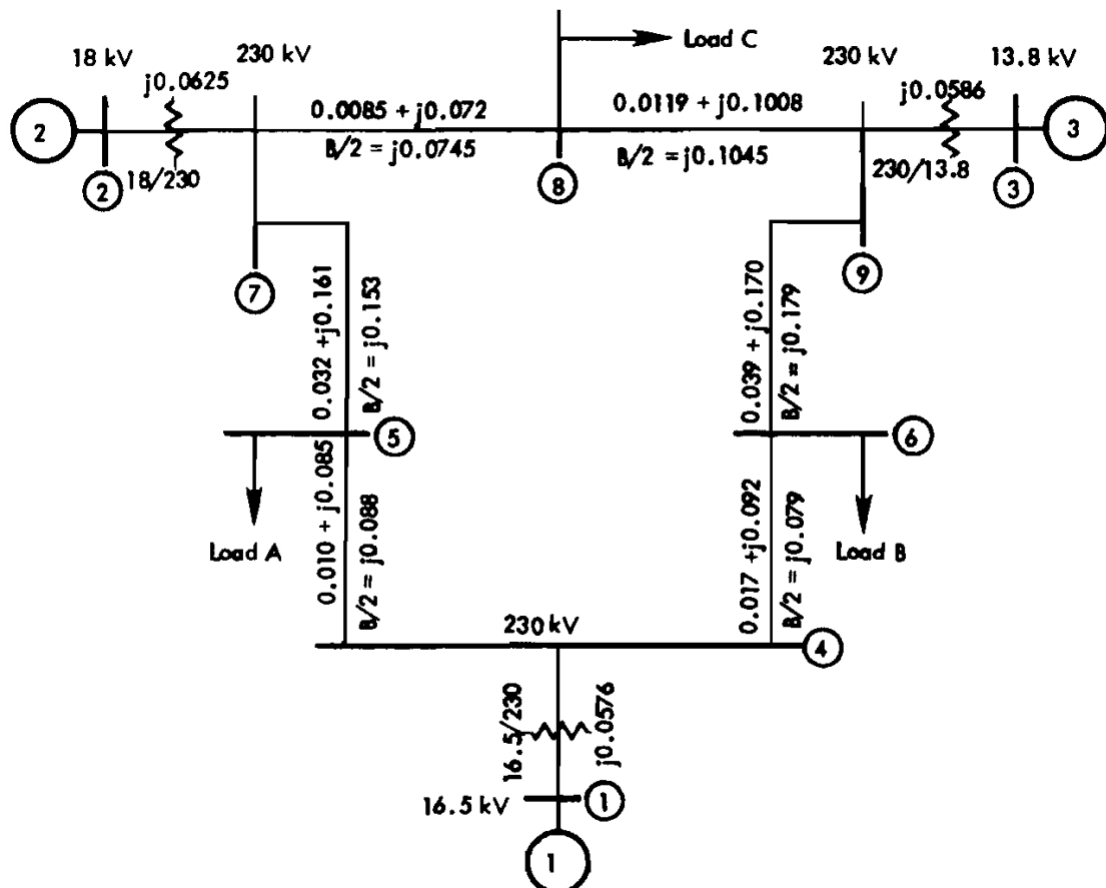 Load C
18 kV
230 kV
230 kV
13.8 kV
j0.0625
j0.0586
0.0085 + j0.072
0.0119 + j0.1008
2
3
B/2 = j0.0745
B/2 = j0.1045
18/230
230/13.8
2
8
3
7
9
0.032 +j0.161
B/2 = j0.153
0.039 + j0.170
B/2 = j0.179
5
6
0.010 + j0.085
B/2 = j0.088
0.017 +j0.092
B/2 = j0.079
Load A
Load B
230 kV
4
16.5/230
j0.0576
16.5 kV
1
1